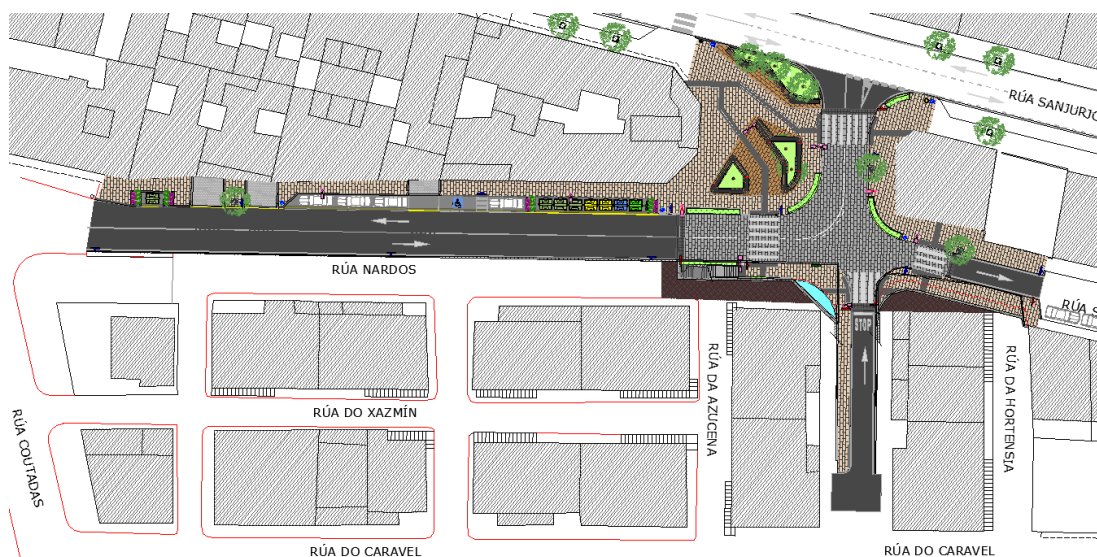 RÚA SANJURJO
RÚA NARDOS
RÚA S
STOP
RÚA DO XAZMÍN
RÚA DA AZUCENA
RÚA DA HORTENSIA
RÚA COUTADAS
RÚA DO CARAVEL
RÚA DO CARAVEL